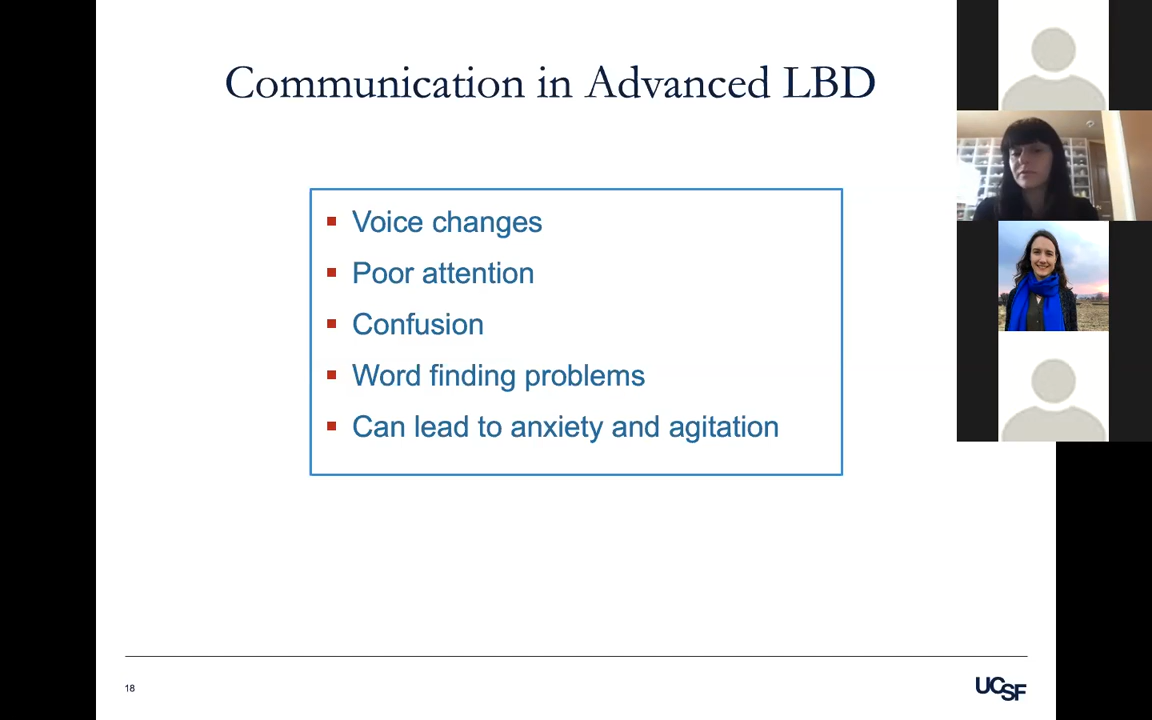 Communication in Advanced LBD
Voice changes
Poor attention
Confusion
Word finding problems
Can lead to anxiety and agitation
18
UCSF